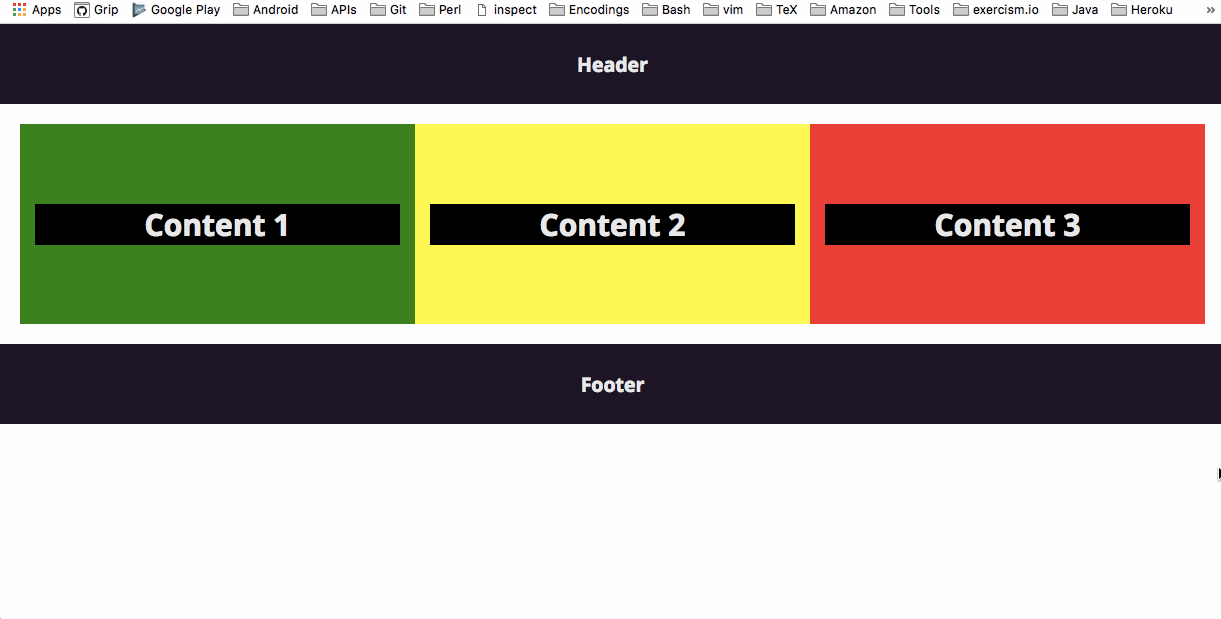 Apps Grip Google Play Android APIs Git Perl inspect Encodings Bash vim TeX Amazon Tools exercism.io Java Heroku »
Header
Content 1 Content 2 Content 3
Footer